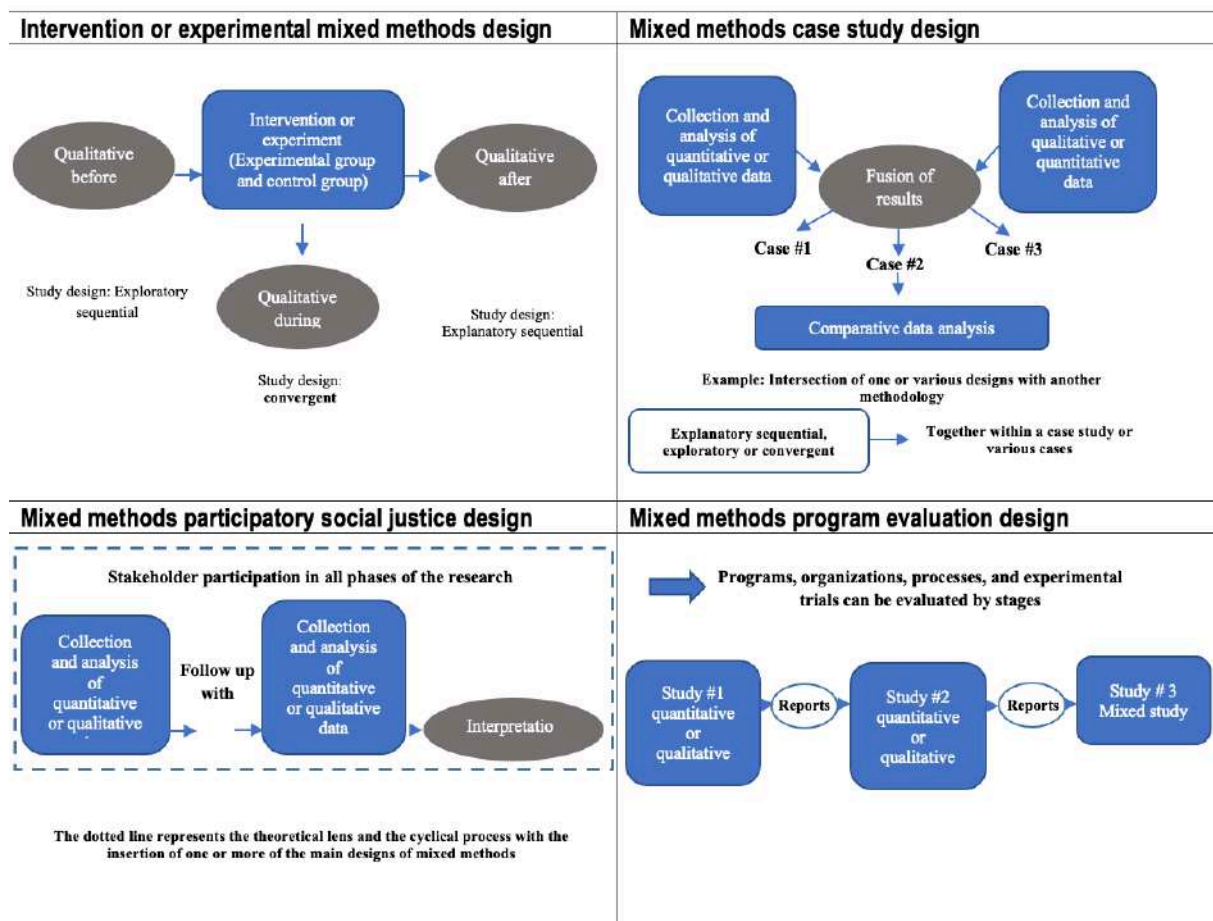 Intervention or experimental mixed methods design
Qualitative
before
Intervention or
experiment
(Experimental group
and control group)
Qualitative
after
Study design: Exploratory
sequential
Qualitative
during
Study design:
Explanatory sequential
Study design:
convergent
Mixed methods case study design
Collection and
analysis of
quantitative or
qualitative data
Collection and
analysis of
qualitative or
quantitative
data
Fusion of
results
Case #1
Case #2
Case #3
Comparative data analysis
Example: Intersection of one or various designs with another
methodology
Explanatory sequential,
exploratory or convergent
Together within a case study or
various cases
Mixed methods participatory social justice design
Stakeholder participation in all phases of the research
Collection
and analysis
of
quantitative
or qualitative
Follow up
with
Collection
and analysis
of
quantitative
or qualitative
data
Interpretatio
The dotted line represents the theoretical lens and the cyclical process with the
insertion of one or more of the main designs of mixed methods
Mixed methods program evaluation design
Programs, organizations, processes, and experimental
trials can be evaluated by stages
Study #1
quantitative
or
qualitative
Reports
Study #2
quantitative
or
qualitative
Reports
Study # 3
Mixed study